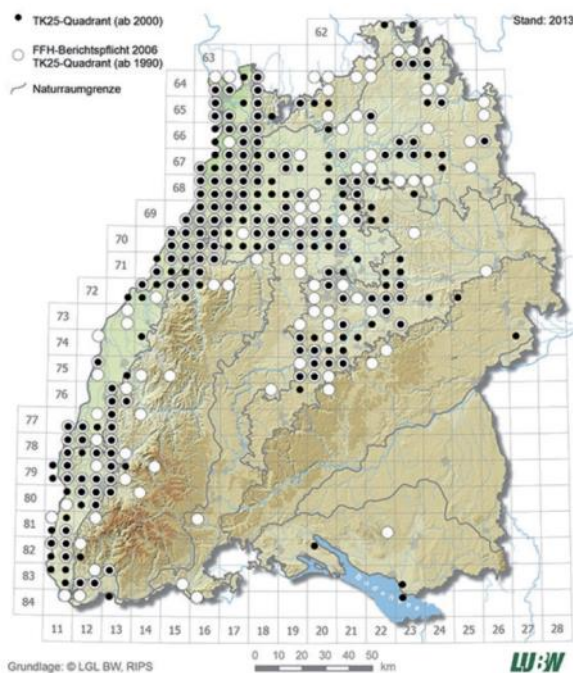 TK25-Quadrant (ab 2000)
FFH-Berichtspflicht 2006
TK25-Quadrant (ab 1990)
Naturraumgrenze
Stand: 2013
62
63
64
65
66
67
68
69
70
71
72
73
74
75
76
77
78
79
80
81
82
83
84
11 12 13 14 15 16 17 18 19 20 21 22 23 24 25 26 27 28
0 10 20 30 40 50
km
Grundlage: © LGL BW, RIPS
LUBW